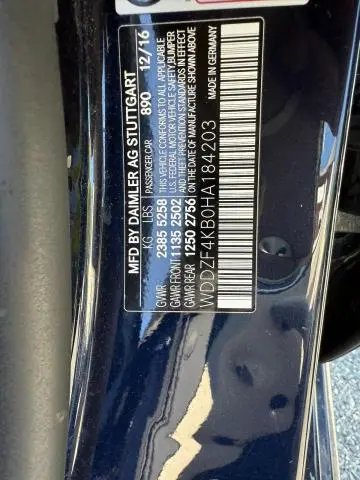 MFD BY DAIMLER AG STUTTGART
PASSENGER CAR 890 12/16
KG LBS
GVWR 2385 5258 THIS VEHICLE CONFORMS TO ALL APPLICABLE
U.S. FEDERAL MOTOR VEHICLE SAFETY, BUMPER,
GAWR FRONT 1135 2502 AND THEFT PREVENTION STANDARDS IN EFFECT
GAWR REAR 1250 2756 ON THE DATE OF MANUFACTURE SHOWN ABOVE
WDDZF4KB0HA184203 MADE IN GERMANY